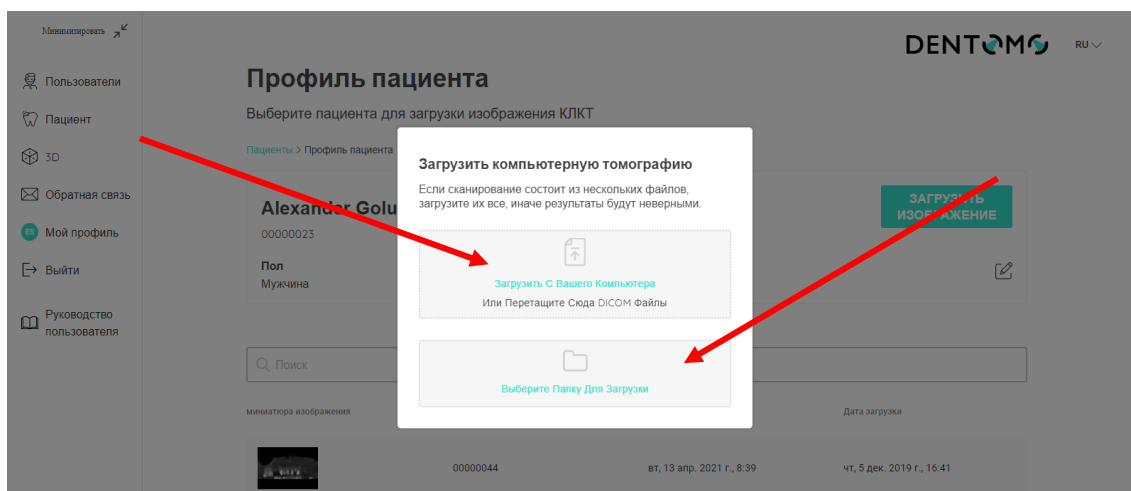 Минимизировать
DENTOMO
RU
Пользователи
Пациент
3D
Обратная связь
ES
Мой профиль
Выйти
Руководство
пользователя
Профиль пациента
Выберите пациента для загрузки изображения КЛКТ
Пациенты > Профиль пациента
Alexander Golu
00000023
Пол
Мужчина
ЗАГРУЗИТЬ
ИЗОБРАЖЕНИЕ
Загрузить компьютерную томографию
Если сканирование состоит из нескольких файлов,
загрузите их все, иначе результаты будут неверными.
Загрузить С Вашего Компьютера
Или Перетащите Сюда DICOM Файлы
Выберите Папку Для Загрузки
Поиск
миниатюра изображения
Дата загрузки
00000044
вт, 13 апр. 2021 г., 8:39
чт, 5 дек. 2019 г., 16:41